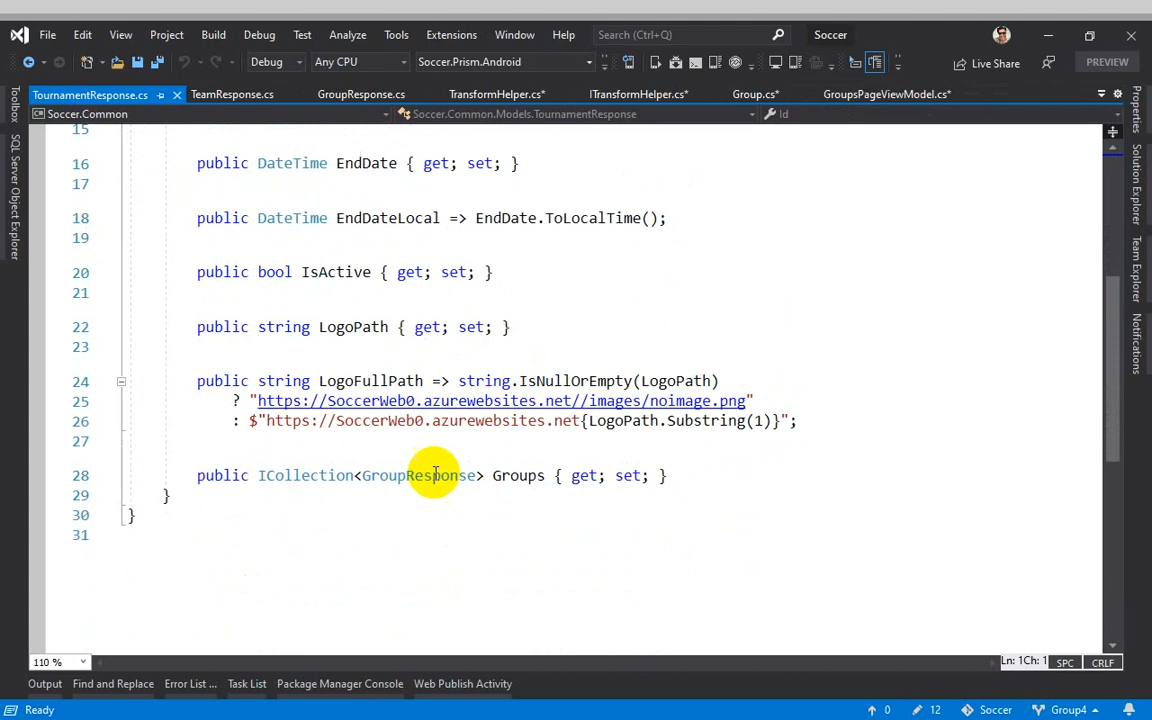 File Edit View Project Build Debug Test Analyze Tools Extensions Window Help Search (Ctrl+Q) Soccer
Debug Any CPU Soccer.Prism.Android Live Share PREVIEW
TournamentResponse.cs TeamResponse.cs GroupResponse.cs TransformHelper.cs* ITransformHelper.cs* Group.cs* GroupsPageViewModel.cs*
Soccer.Common Soccer.Common.Models.TournamentResponse Id
Toolbox
SQL Server Object Explorer
Properties
Solution Explorer
Team Explorer
Notifications
15
16 public DateTime EndDate { get; set; }
17
18 public DateTime EndDateLocal => EndDate.ToLocalTime();
19
20 public bool IsActive { get; set; }
21
22 public string LogoPath { get; set; }
23
24 public string LogoFullPath => string.IsNullOrEmpty(LogoPath)
25 ? "https://SoccerWeb0.azurewebsites.net//images/noimage.png"
26 : $"https://SoccerWeb0.azurewebsites.net{LogoPath.Substring(1)}";
27
28 public ICollection<GroupResponse> Groups { get; set; }
29 }
30 }
31
110 % Ln: 1 Ch: 1 SPC CRLF
Output Find and Replace Error List ... Task List Package Manager Console Web Publish Activity
Ready 0 12 Soccer Group4